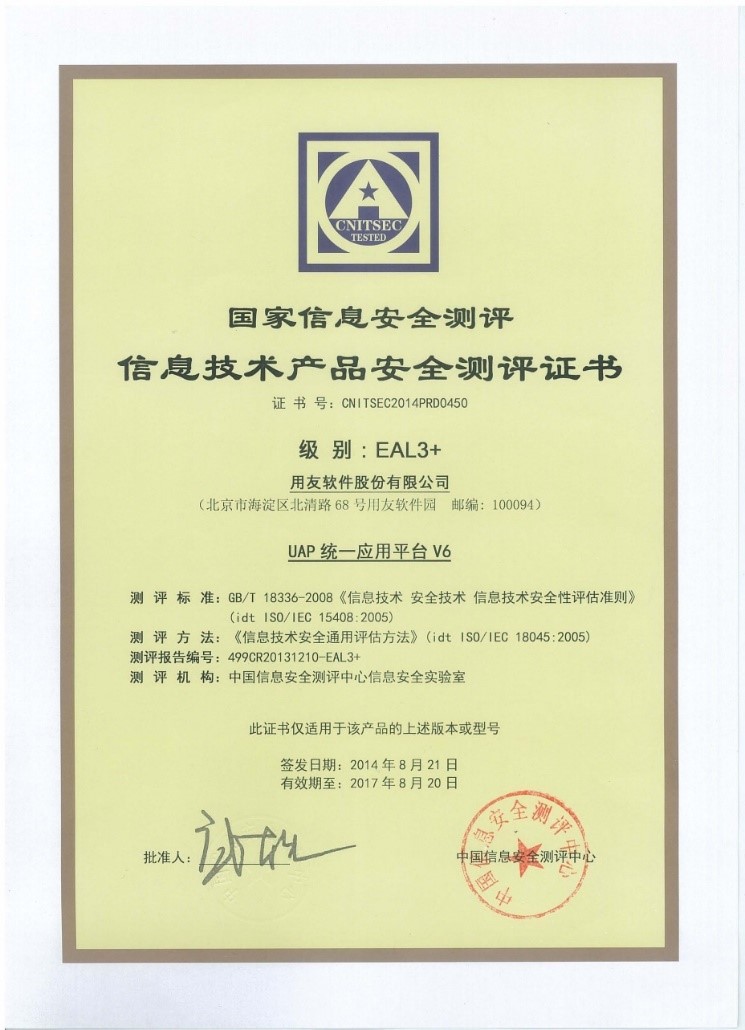 CNITSEC
TESTED
国家信息安全测评
信息技术产品安全测评证书
证 书 号：CNITSEC2014PRD0450
级 别：EAL3+
用友软件股份有限公司
（北京市海淀区北清路 68 号用友软件园 邮编：100094）
UAP 统一应用平台 V6
测 评 标 准：GB/T 18336-2008《信息技术 安全技术 信息技术安全性评估准则》
（idt ISO/IEC 15408:2005）
测 评 方 法：《信息技术安全通用评估方法》（idt ISO/IEC 18045:2005）
测评报告编号：499CR20131210-EAL3+
测 评 机 构：中国信息安全测评中心信息安全实验室
此证书仅适用于该产品的上述版本或型号
签发日期：2014 年 8 月 21 日
有效期至：2017 年 8 月 20 日
批准人：
中国信息安全测评中心
中国信息安全测评中心